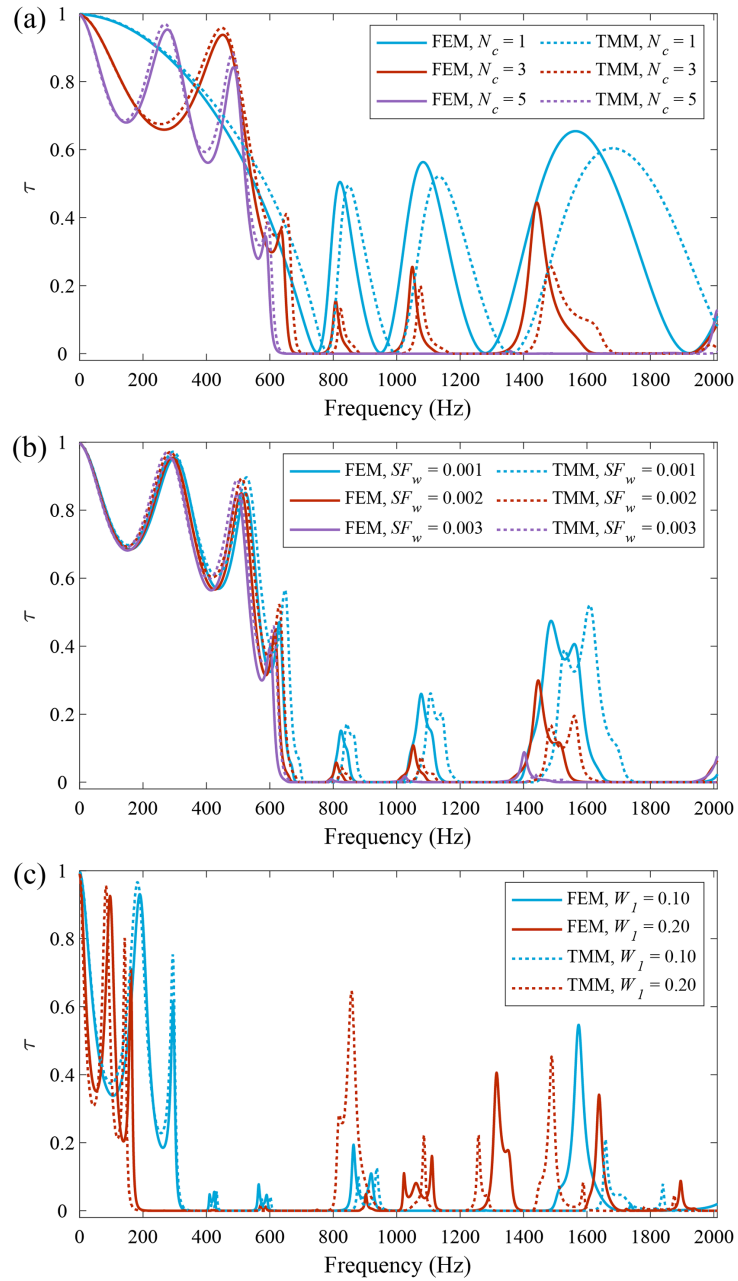 (a)
1
0.8
0.6
0.4
0.2
0
τ
FEM, N_c = 1
TMM, N_c = 1
FEM, N_c = 3
TMM, N_c = 3
FEM, N_c = 5
TMM, N_c = 5
0 200 400 600 800 1000 1200 1400 1600 1800 2000
Frequency (Hz)
(b)
1
0.8
0.6
0.4
0.2
0
τ
FEM, SF_w = 0.001
TMM, SF_w = 0.001
FEM, SF_w = 0.002
TMM, SF_w = 0.002
FEM, SF_w = 0.003
TMM, SF_w = 0.003
0 200 400 600 800 1000 1200 1400 1600 1800 2000
Frequency (Hz)
(c)
1
0.8
0.6
0.4
0.2
0
τ
FEM, W_1 = 0.10
FEM, W_1 = 0.20
TMM, W_1 = 0.10
TMM, W_1 = 0.20
0 200 400 600 800 1000 1200 1400 1600 1800 2000
Frequency (Hz)